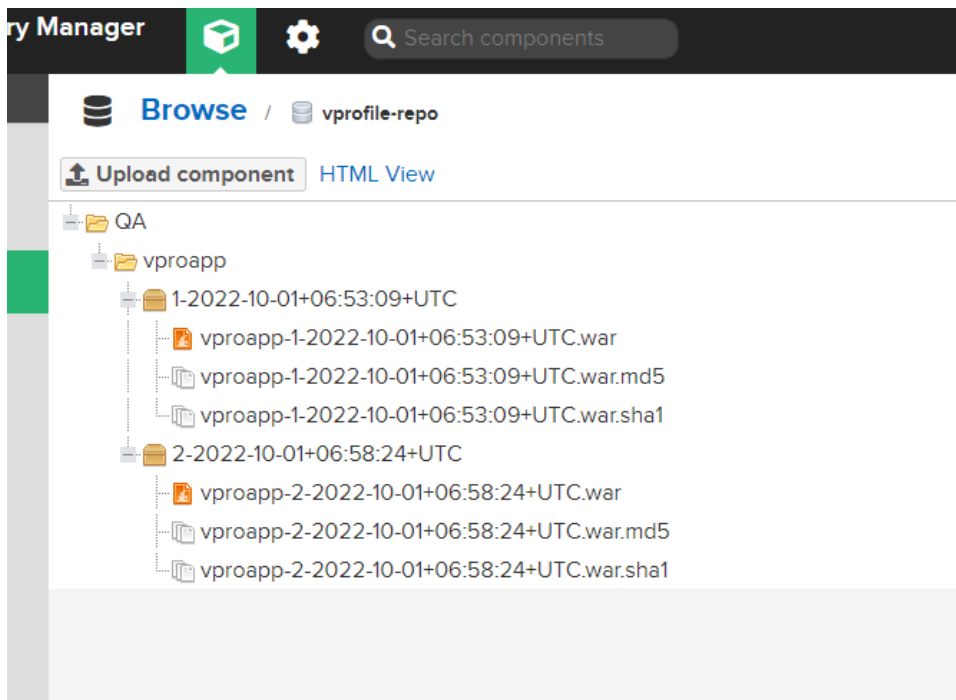 ry Manager
Search components
Browse / vprofile-repo
Upload component HTML View
QA
vproapp
1-2022-10-01+06:53:09+UTC
vproapp-1-2022-10-01+06:53:09+UTC.war
vproapp-1-2022-10-01+06:53:09+UTC.war.md5
vproapp-1-2022-10-01+06:53:09+UTC.war.sha1
2-2022-10-01+06:58:24+UTC
vproapp-2-2022-10-01+06:58:24+UTC.war
vproapp-2-2022-10-01+06:58:24+UTC.war.md5
vproapp-2-2022-10-01+06:58:24+UTC.war.sha1